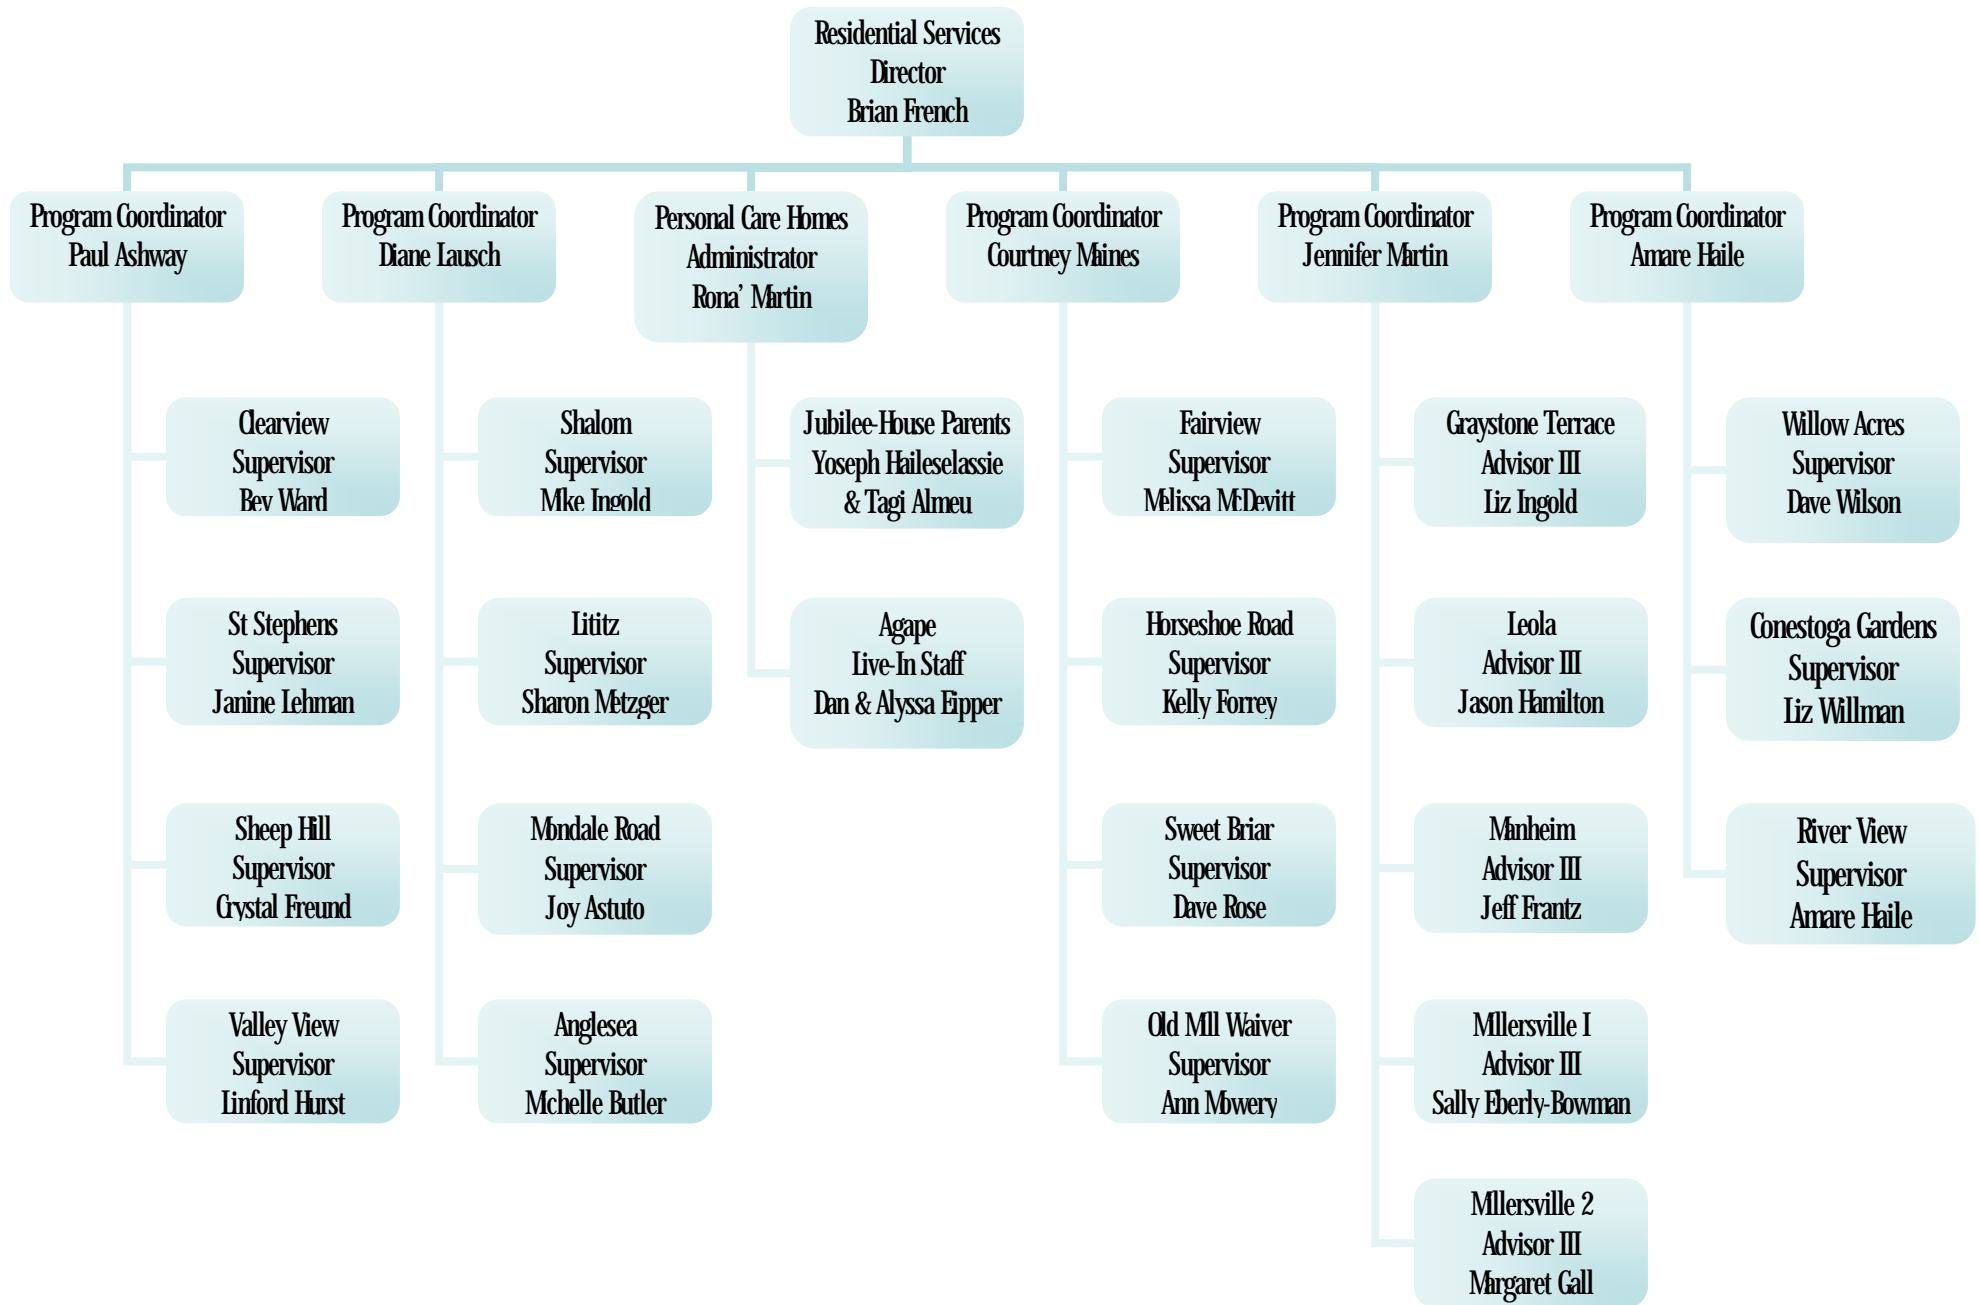 Residential Services
Director
Brian French
Program Coordinator
Paul Ashway
Program Coordinator
Diane Lausch
Personal Care Homes
Administrator
Rona' Martin
Program Coordinator
Courtney Maines
Program Coordinator
Jennifer Martin
Program Coordinator
Amare Haile
Clearview
Supervisor
Bev Ward
St Stephens
Supervisor
Janine Lehman
Sheep Hill
Supervisor
Crystal Freund
Valley View
Supervisor
Linford Hurst
Shalom
Supervisor
Mike Ingold
Lititz
Supervisor
Sharon Metzger
Mondale Road
Supervisor
Joy Astuto
Anglesea
Supervisor
Michelle Butler
Jubilee-House Parents
Yoseph Haileselassie
& Tagi Almeu
Agape
Live-In Staff
Dan & Alyssa Eipper
Fairview
Supervisor
Melissa McDevitt
Horseshoe Road
Supervisor
Kelly Forrey
Sweet Briar
Supervisor
Dave Rose
Old Mill Waiver
Supervisor
Ann Mowery
Graystone Terrace
Advisor III
Liz Ingold
Leola
Advisor III
Jason Hamilton
Manheim
Advisor III
Jeff Frantz
Millersville I
Advisor III
Sally Eberly-Bowman
Millersville 2
Advisor III
Margaret Gall
Willow Acres
Supervisor
Dave Wilson
Conestoga Gardens
Supervisor
Liz Willman
River View
Supervisor
Amare Haile